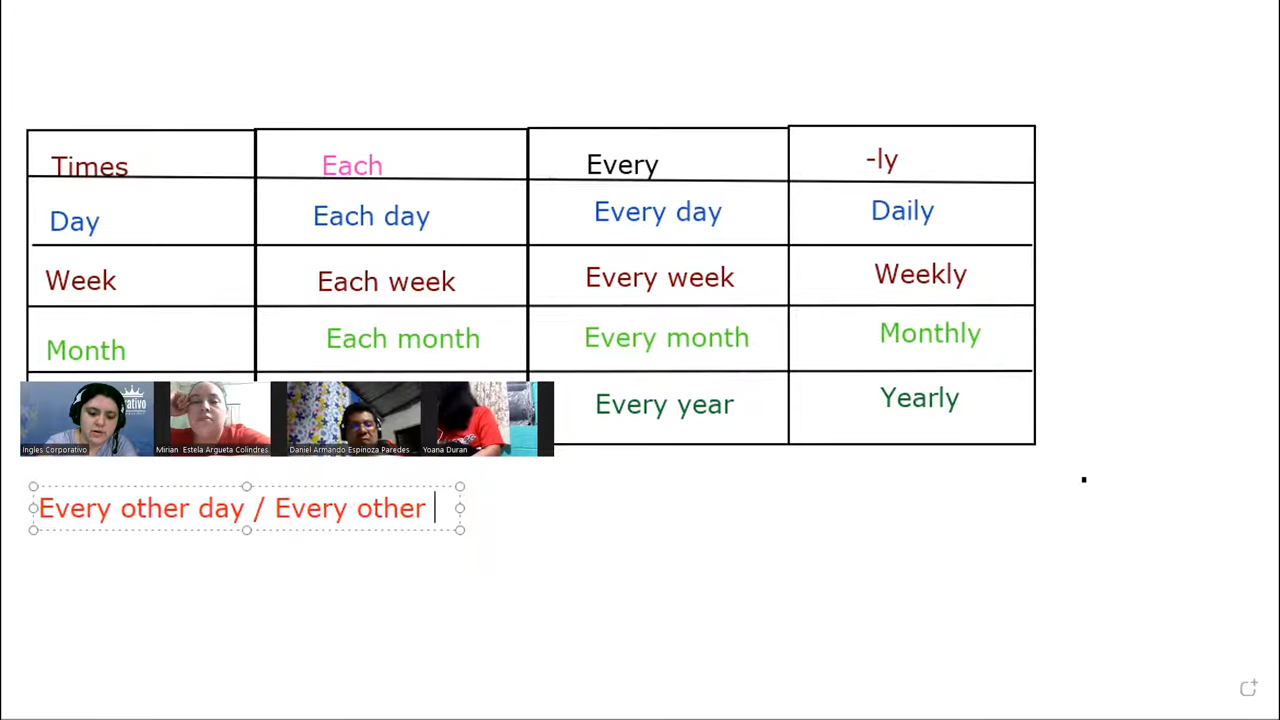 Times Each Every -ly
Day Each day Every day Daily
Week Each week Every week Weekly
Month Each month Every month Monthly
Every year Yearly
Ingles Corporativo Mirian Estela Argueta Colindres Daniel Armando Espinoza Paredes ... Yoana Duran
Every other day / Every other